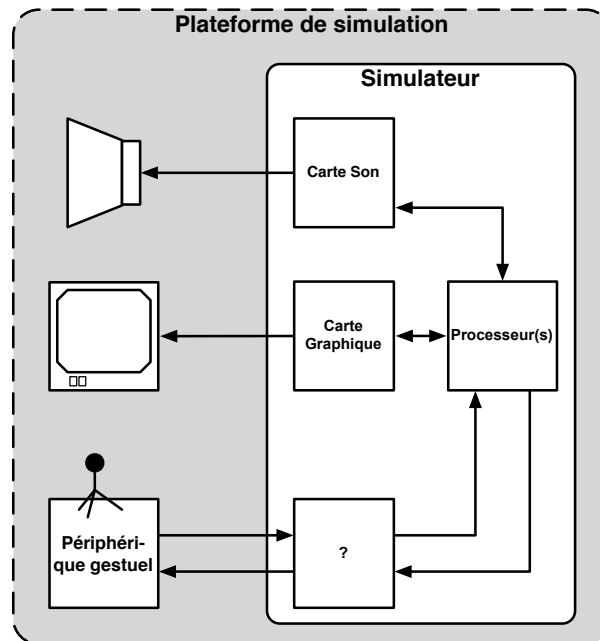 Plateforme de simulation
Simulateur
Carte Son
Carte
Graphique
Processeur(s)
Périphéri-
que gestuel
?